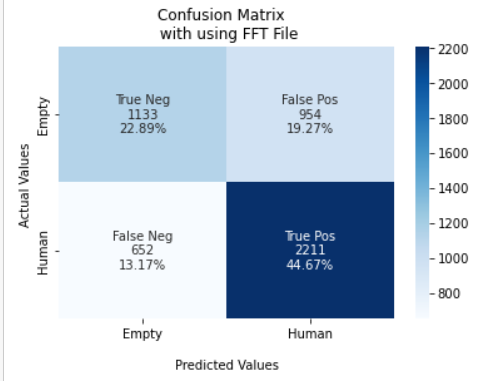 Confusion Matrix
with using FFT File
True Neg
1133
22.89%
False Pos
954
19.27%
False Neg
652
13.17%
True Pos
2211
44.67%
Empty
Human
Actual Values
Empty
Human
Predicted Values
2200
2000
1800
1600
1400
1200
1000
800